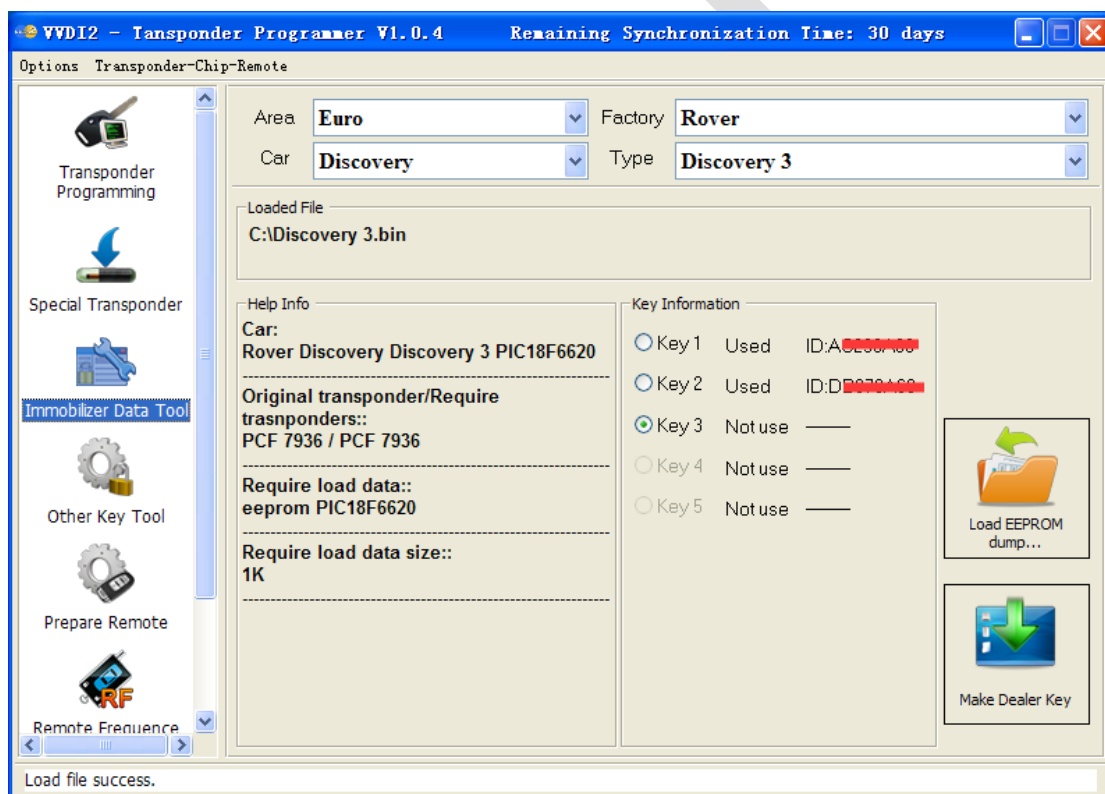 VVDI2 - Tansponder Programmer V1.0.4 Remaining Synchronization Time: 30 days
Options Transponder-Chip-Remote
Transponder
Programming
Special Transponder
Immobilizer Data Tool
Other Key Tool
Prepare Remote
RF
Remote Frequence
Area Euro Factory Rover
Car Discovery Type Discovery 3
Loaded File
C:\Discovery 3.bin
Help Info
Car:
Rover Discovery Discovery 3 PIC18F6620
Original transponder/Require
trasnponders::
PCF 7936 / PCF 7936
Require load data::
eeprom PIC18F6620
Require load data size::
1K
Key Information
Key 1 Used ID:
Key 2 Used ID:
Key 3 Not use
Key 4 Not use
Key 5 Not use
Load EEPROM
dump...
Make Dealer Key
Load file success.